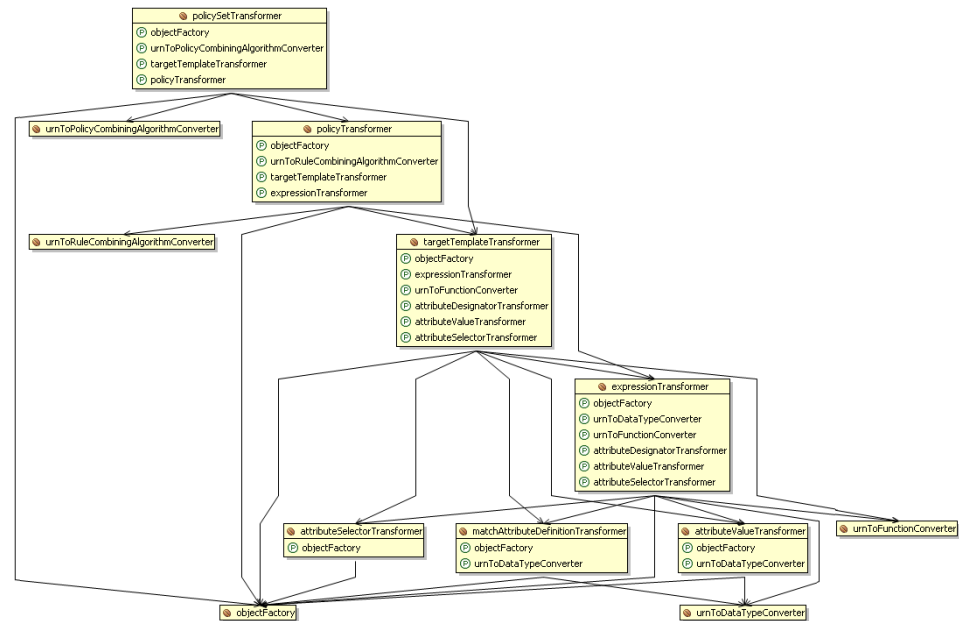 policySetTransformer
objectFactory
urnToPolicyCombiningAlgorithmConverter
targetTemplateTransformer
policyTransformer
urnToPolicyCombiningAlgorithmConverter
policyTransformer
objectFactory
urnToRuleCombiningAlgorithmConverter
targetTemplateTransformer
expressionTransformer
urnToRuleCombiningAlgorithmConverter
targetTemplateTransformer
objectFactory
expressionTransformer
urnToFunctionConverter
attributeDesignatorTransformer
attributeValueTransformer
attributeSelectorTransformer
expressionTransformer
objectFactory
urnToDataTypeConverter
urnToFunctionConverter
attributeDesignatorTransformer
attributeValueTransformer
attributeSelectorTransformer
attributeSelectorTransformer
objectFactory
matchAttributeDefinitionTransformer
objectFactory
urnToDataTypeConverter
attributeValueTransformer
objectFactory
urnToDataTypeConverter
urnToFunctionConverter
objectFactory
urnToDataTypeConverter